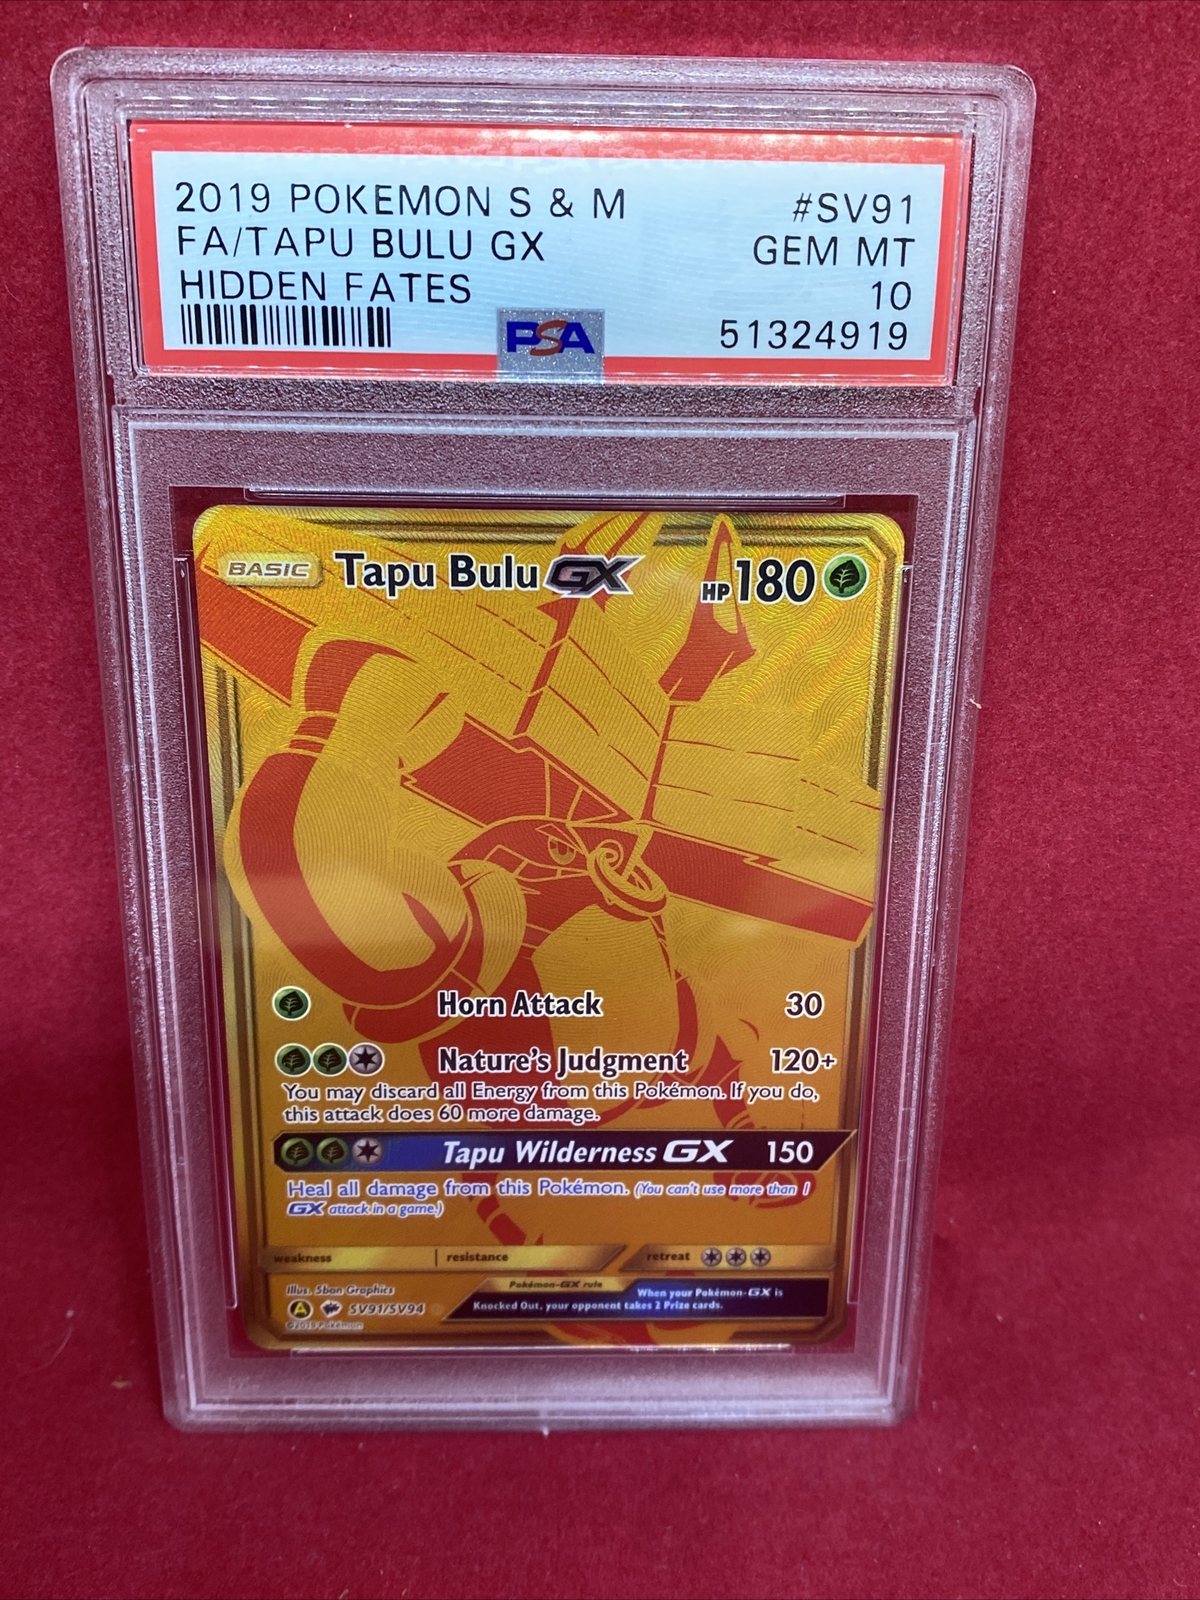 2019 POKEMON S & M #SV91
FA/TAPU BULU GX GEM MT
HIDDEN FATES 10
PSA 51324919
BASIC Tapu Bulu GX HP 180
Horn Attack 30
Nature's Judgment 120+
You may discard all Energy from this Pokémon. If you do,
this attack does 60 more damage.
Tapu Wilderness GX 150
Heal all damage from this Pokémon. (You can't use more than 1
GX attack in a game.)
weakness resistance retreat
Illus. 5ban Graphics Pokémon-GX rule When your Pokémon-GX is
A SV91/SV94 Knocked Out, your opponent takes 2 Prize cards.
©2019 Pokémon